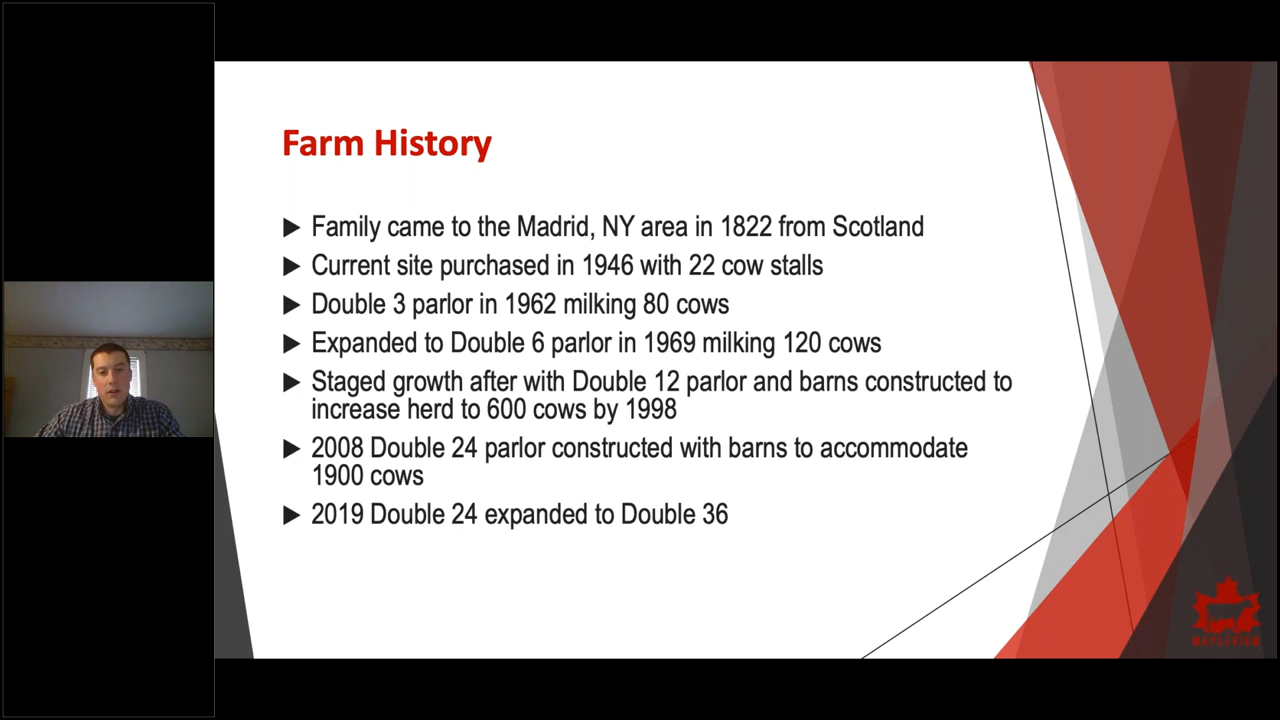 Farm History
Family came to the Madrid, NY area in 1822 from Scotland
Current site purchased in 1946 with 22 cow stalls
Double 3 parlor in 1962 milking 80 cows
Expanded to Double 6 parlor in 1969 milking 120 cows
Staged growth after with Double 12 parlor and barns constructed to
increase herd to 600 cows by 1998
2008 Double 24 parlor constructed with barns to accommodate
1900 cows
2019 Double 24 expanded to Double 36
MAPLEVIEW